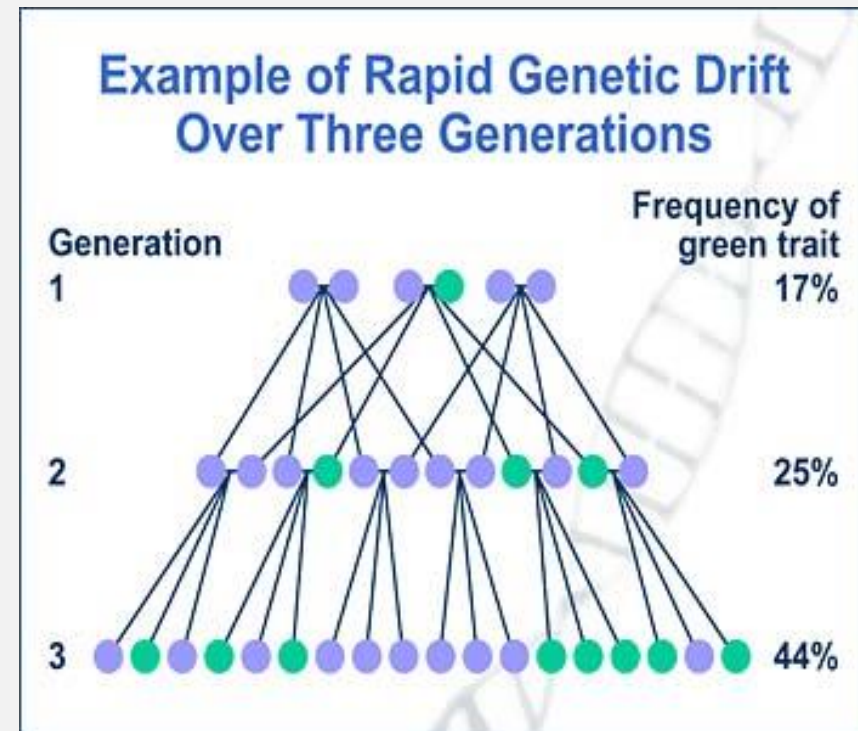 Example of Rapid Genetic Drift
Over Three Generations
Frequency of
Generation green trait
1 17%
2 25%
3 44%